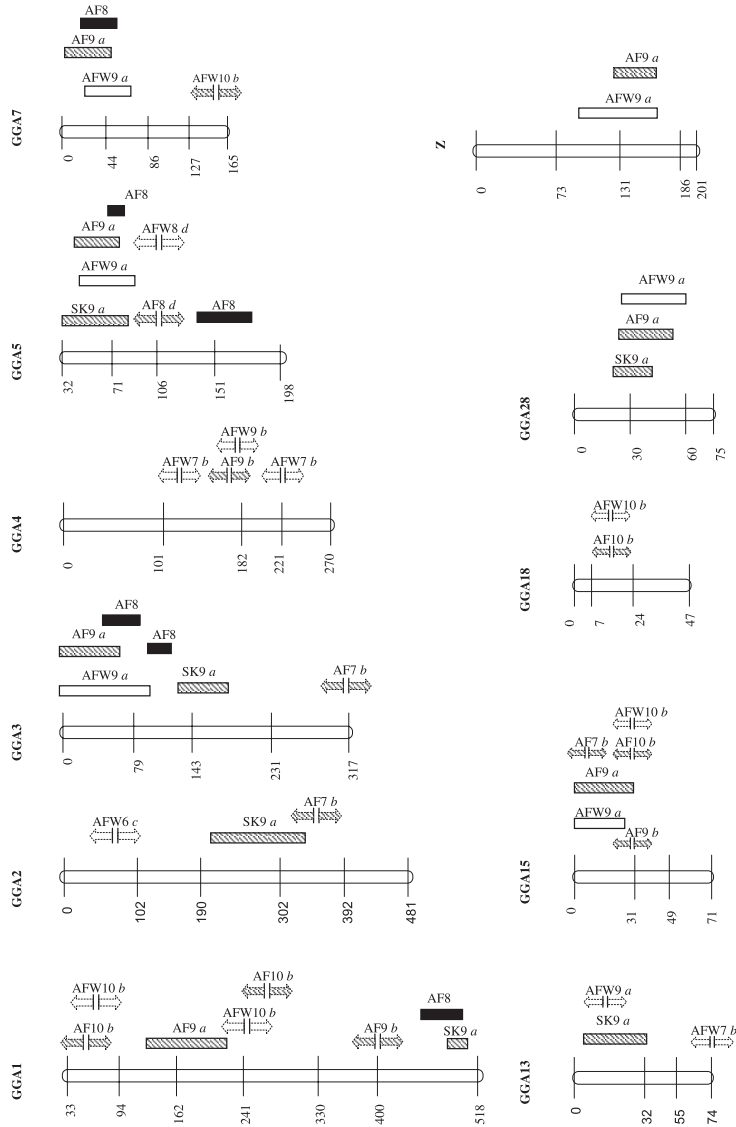 GGA7
AF8
AF9 a
AFW9 a
AFW10 b
0 44 86 127 165
GGA5
AF8
AF9 a
AFW8 d
AFW9 a
SK9 a
AF8 d
AF8
32 71 106 151 198
GGA4
AFW9 b
AFW7 b
AF9 b
AFW7 b
0 101 182 221 270
GGA3
AF8
AF9 a
AF8
AFW9 a
SK9 a
AF7 b
0 79 143 231 317
GGA2
AF7 b
AFW6 c
SK9 a
0 102 190 302 392 481
GGA1
AFW10 b
AF10 b
AF10 b
AF9 a
AFW10 b
AF9 b
AF8
SK9 a
33 94 162 241 330 400 518
Z
AF9 a
AFW9 a
0 73 131 186 201
GGA28
AFW9 a
AF9 a
SK9 a
0 30 60 75
GGA18
AFW10 b
AF10 b
0 7 24 47
GGA15
AFW10 b
AF7 b
AF10 b
AF9 a
AFW9 a
AF9 b
0 31 49 71
GGA13
AFW9 a
SK9 a
AFW7 b
0 32 55 74